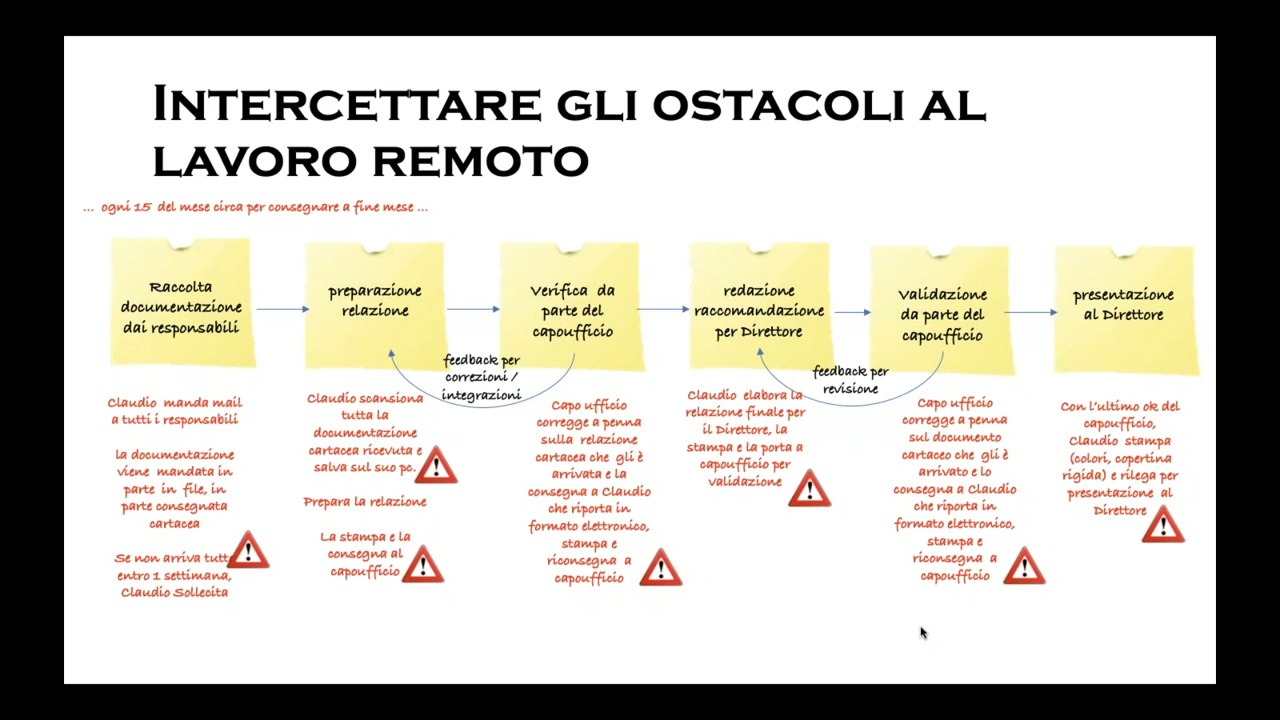 INTERCETTARE GLI OSTACOLI AL
LAVORO REMOTO
... ogni 15 del mese circa per consegnare a fine mese ...
Raccolta
documentazione
dai responsabili
preparazione
relazione
Verifica da
parte del
capoufficio
redazione
raccomandazione
per Direttore
Validazione
da parte del
capoufficio
presentazione
al Direttore
feedback per
correzioni /
integrazioni
feedback per
revisione
Claudio manda mail
a tutti i responsabili
la documentazione
viene mandata in
parte in file, in
parte consegnata
cartacea
Se non arriva tutto
entro 1 settimana,
Claudio Sollecita
Claudio scansiona
tutta la
documentazione
cartacea ricevuta e
salva sul suo pc.
Prepara la relazione
La stampa e la
consegna al
capoufficio
Capo ufficio
corregge a penna
sulla relazione
cartacea che gli è
arrivata e la
consegna a Claudio
che riporta in
formato elettronico,
stampa e
riconsegna a
capoufficio
Claudio elabora la
relazione finale per
il Direttore, la
stampa e la porta a
capoufficio per
validazione
Capo ufficio
corregge a penna
sul documento
cartaceo che gli è
arrivato e lo
consegna a Claudio
che riporta in
formato elettronico,
stampa e
riconsegna a
capoufficio
Con l'ultimo ok del
capoufficio,
Claudio stampa
(colori, copertina
rigida) e rilega per
presentazione al
Direttore